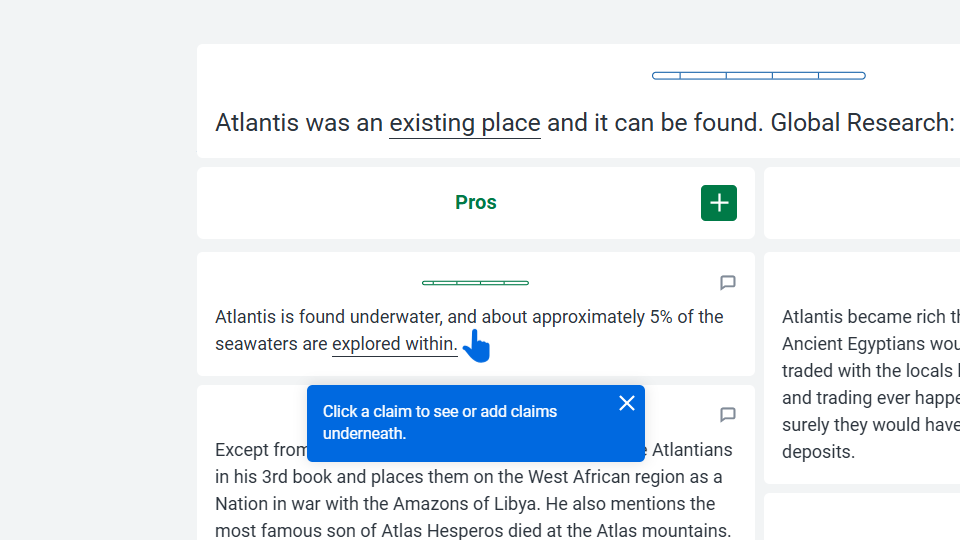 Atlantis was an existing place and it can be found. Global Research:
Pros
Atlantis is found underwater, and about approximately 5% of the
seawaters are explored within.
Click a claim to see or add claims
underneath.
Except from
Atlantians
in his 3rd book and places them on the West African region as a
Nation in war with the Amazons of Libya. He also mentions the
most famous son of Atlas Hesperos died at the Atlas mountains.
Atlantis became rich
Ancient Egyptians
traded with the locals
and trading ever
surely they would have
deposits.